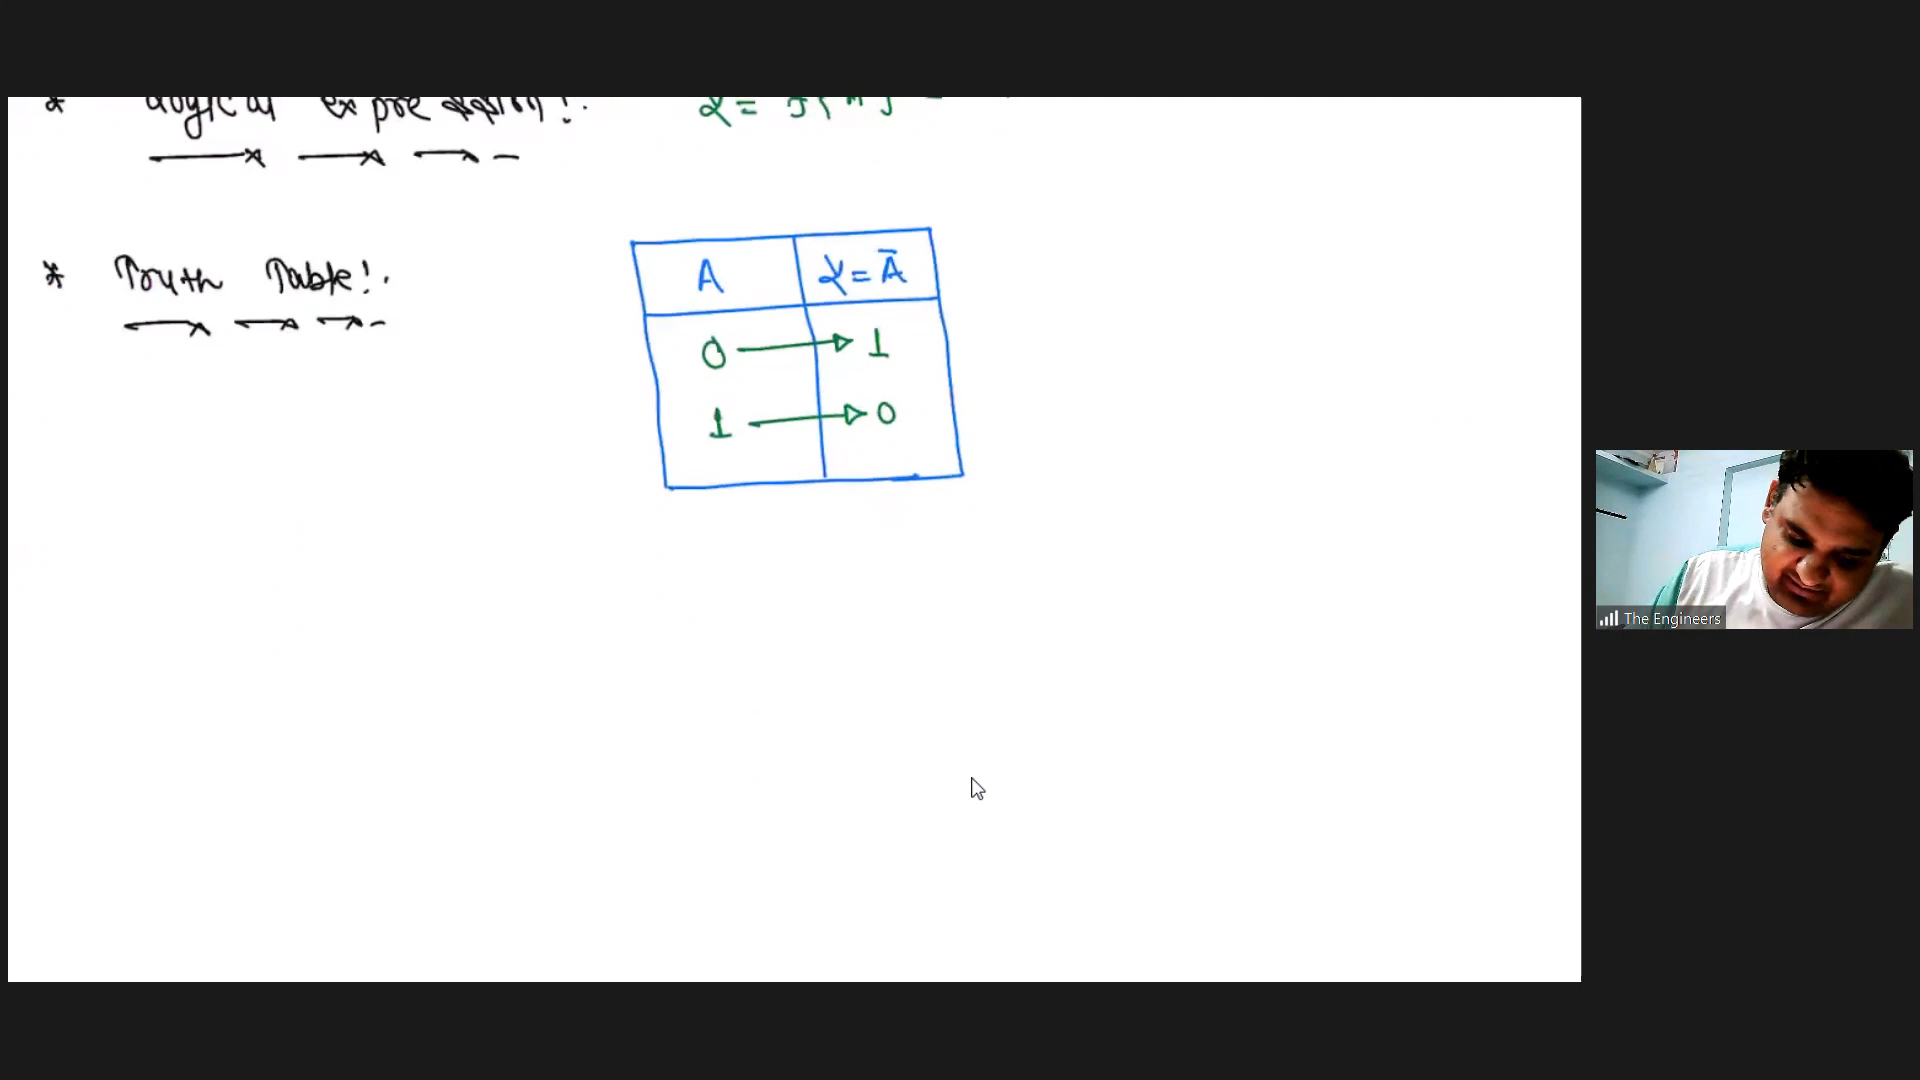 * Logical expression:-
* Truth Table:-
A Y = Ā
0 → 1
1 → 0
The Engineers